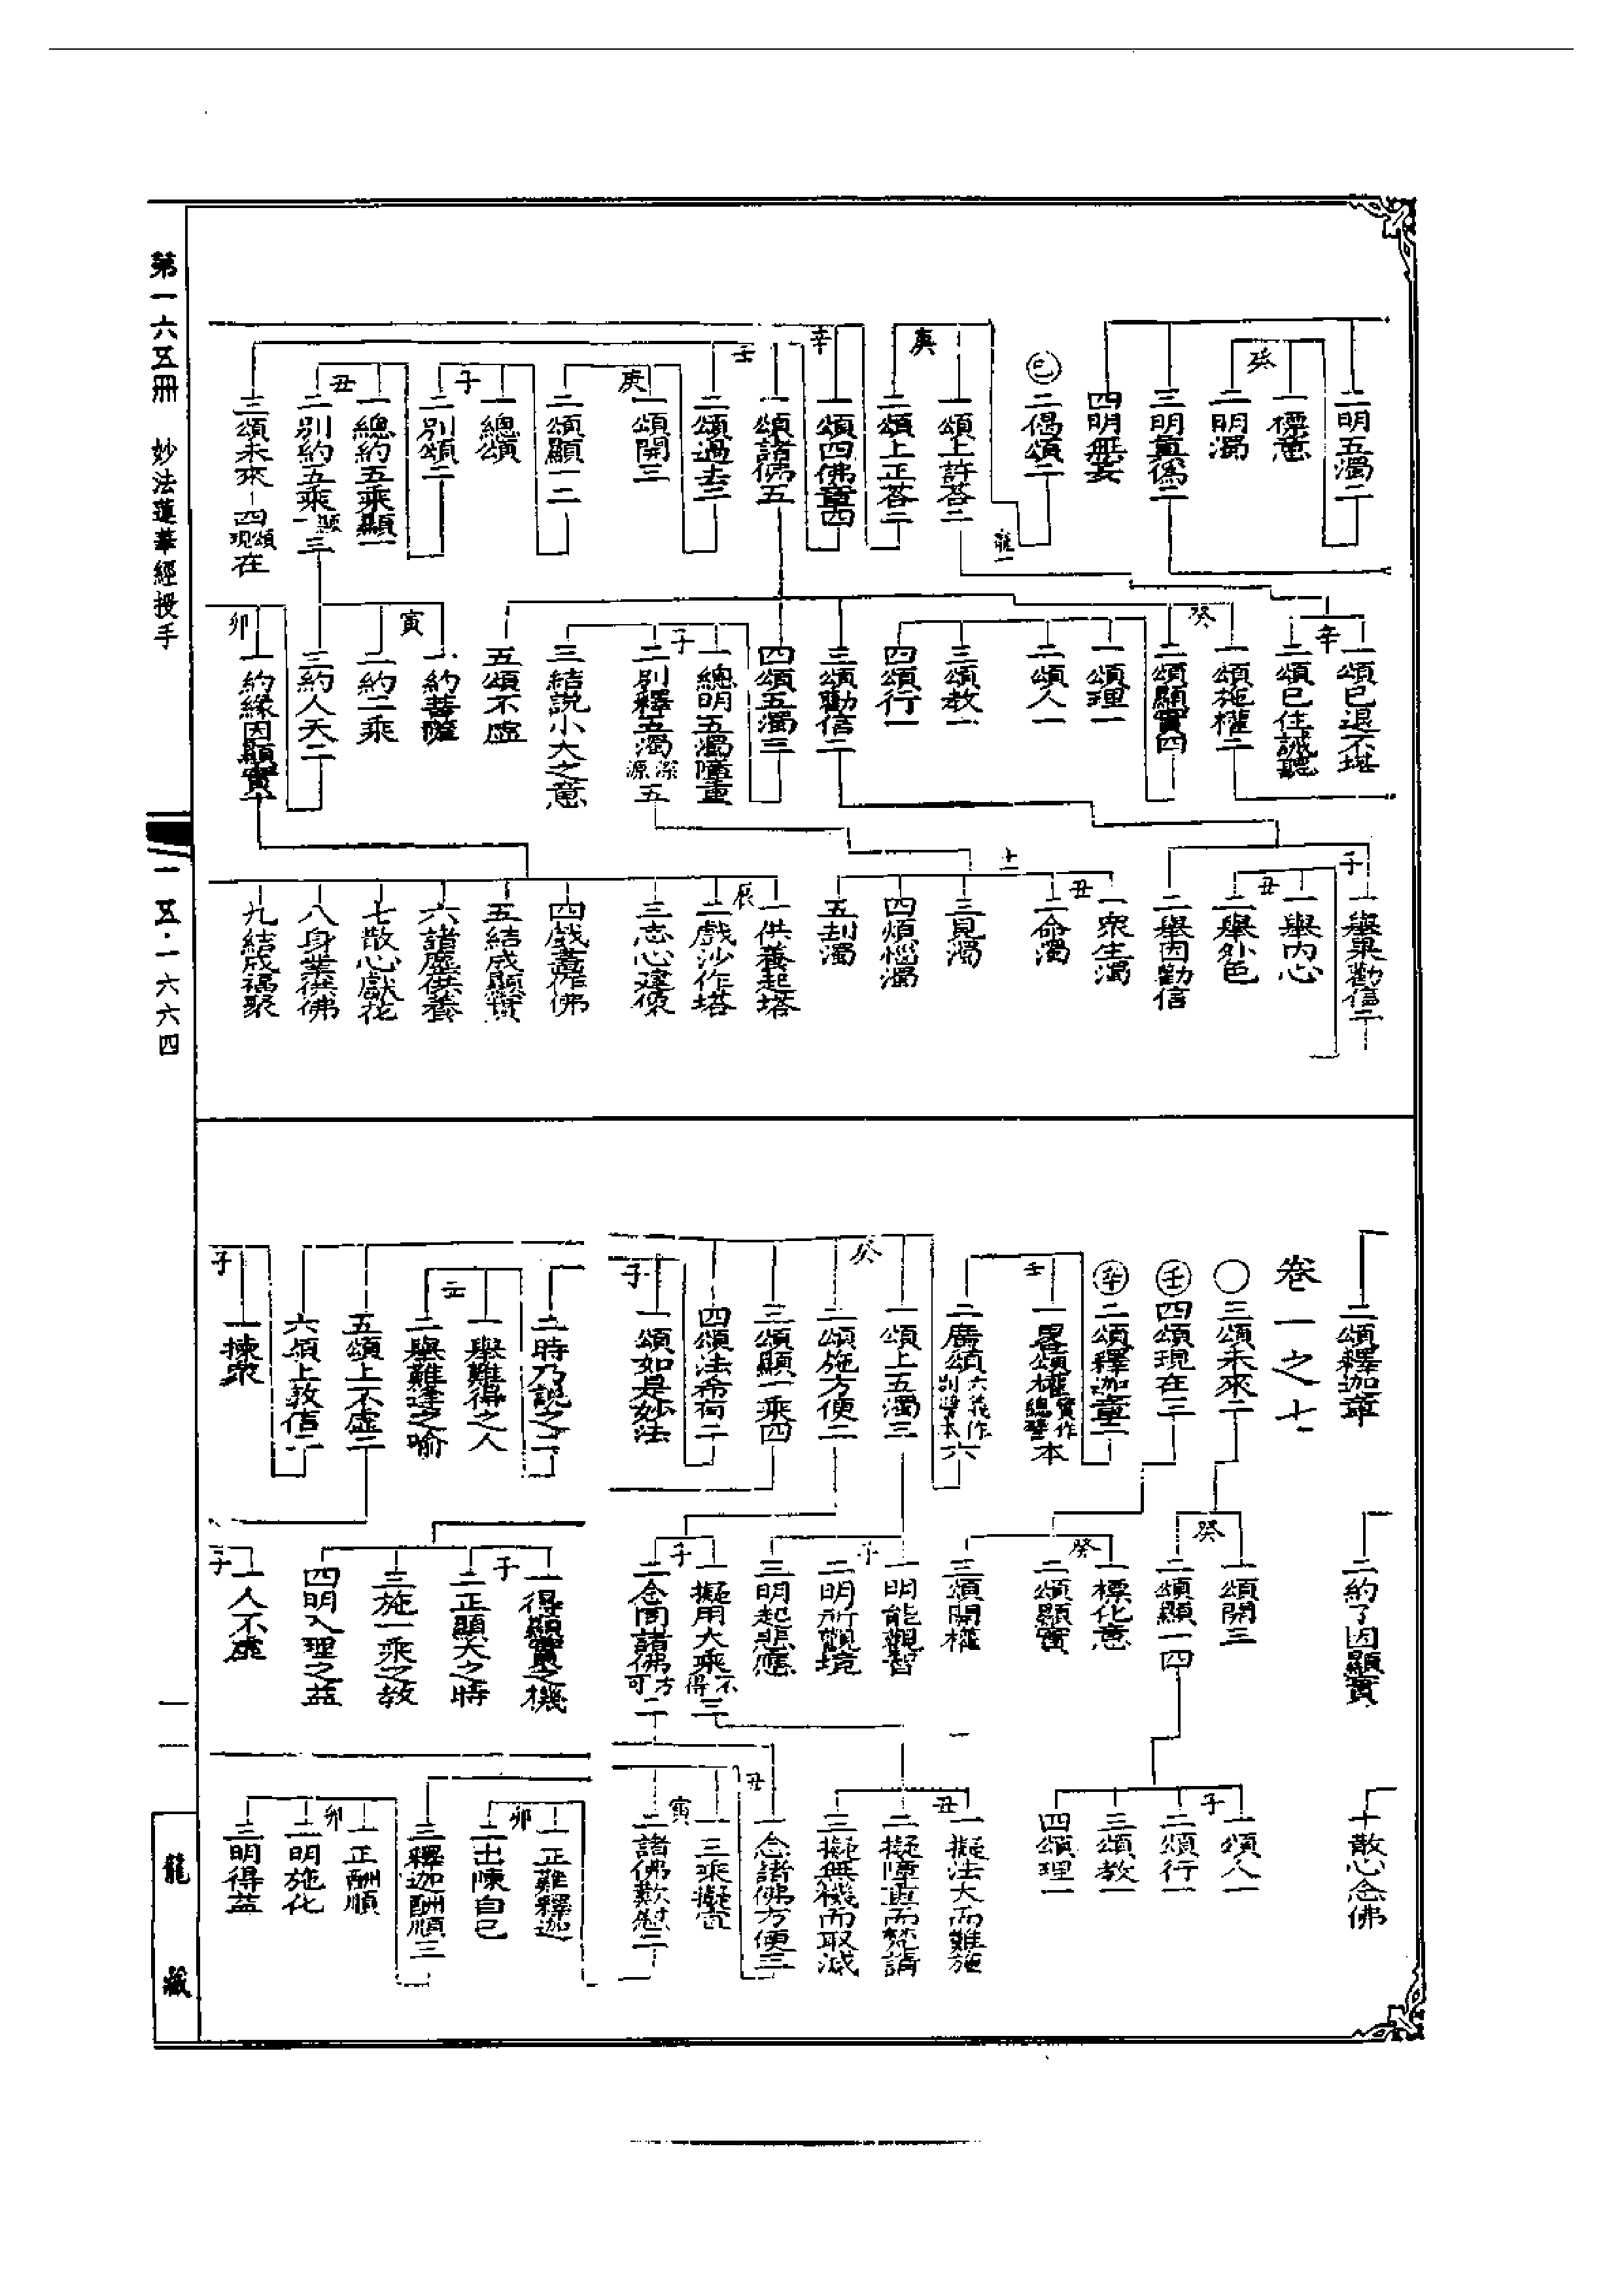 二明五濁二
癸
一標意
二明濁
三明真偽二
四明無妄
己
二偈頌二
庚
一頌上許荅二
二頌上正荅二
辛
一頌四佛章四
壬
一頌諸佛五
二頌過去二
庚
一頌開三
二頌顯一二
子
一總頌
二別頌二
丑
一總約五乘顯一
二別約五乘顯一三
三頌未來
四頌現在
辛
一頌已退不堪
二頌已住誡聽
癸
一頌施權二
二頌顯實四
一頌理一
二頌人一
三頌教一
四頌行一
三頌勸信二
四頌五濁三
子
一總明五濁障重
二別釋五濁深源五
三結說小大之意
五頌不虛
寅
一約菩薩
二約二乘
三約人天二
卯
一約緣因顯實十
子
一舉果勸信二
丑
一舉內心
二舉外色
二舉因勸信
丑
一衆生濁
二命濁
三見濁
四煩惱濁
五刦濁
辰
一供養起塔
二戲沙作塔
三志心建像
四戲畫作佛
五結成顯實
六諸塵供養
七散心獻花
八身業供佛
九結成福聚
二頌釋迦章
卷一之七
三頌未來二
壬
四頌現在三
辛
二頌釋迦章二
壬
一畧頌權實作總譬本
二廣頌六義作別譬本六
癸
一頌上五濁三
二頌施方便二
三頌顯一乘四
四頌法希有二
子
一頌如是妙法
二時乃說之二
一舉難得之人
二舉難逢之喻
五頌上不虛二
六頌上敦信二
子
一揀衆
二約了因顯實
癸
一頌開三
二頌顯一四
癸
一標化意
二頌顯實
三頌開權
子
一明能觀智
二明所觀境
三明起悲應
子
一擬用大乘不得三
二念同諸佛方可二
子
一得顯實之機
二正顯大之時
三施一乘之教
四明入理之益
子
一人不虛
十散心念佛
子
一頌人一
二頌行一
三頌教一
四頌理一
丑
一擬法大而難施
二擬障重而梵請
三擬無機而取滅
丑
一念諸佛方便三
寅
一三乘擬宜
二諸佛歎慰二
卯
一正難釋迦
二出陳自己
三釋迦酬順三
卯
一正酬順
二明施化
三明得益
第一六五冊 妙法蓮華經授手
一五·一六六四
一一
龍藏